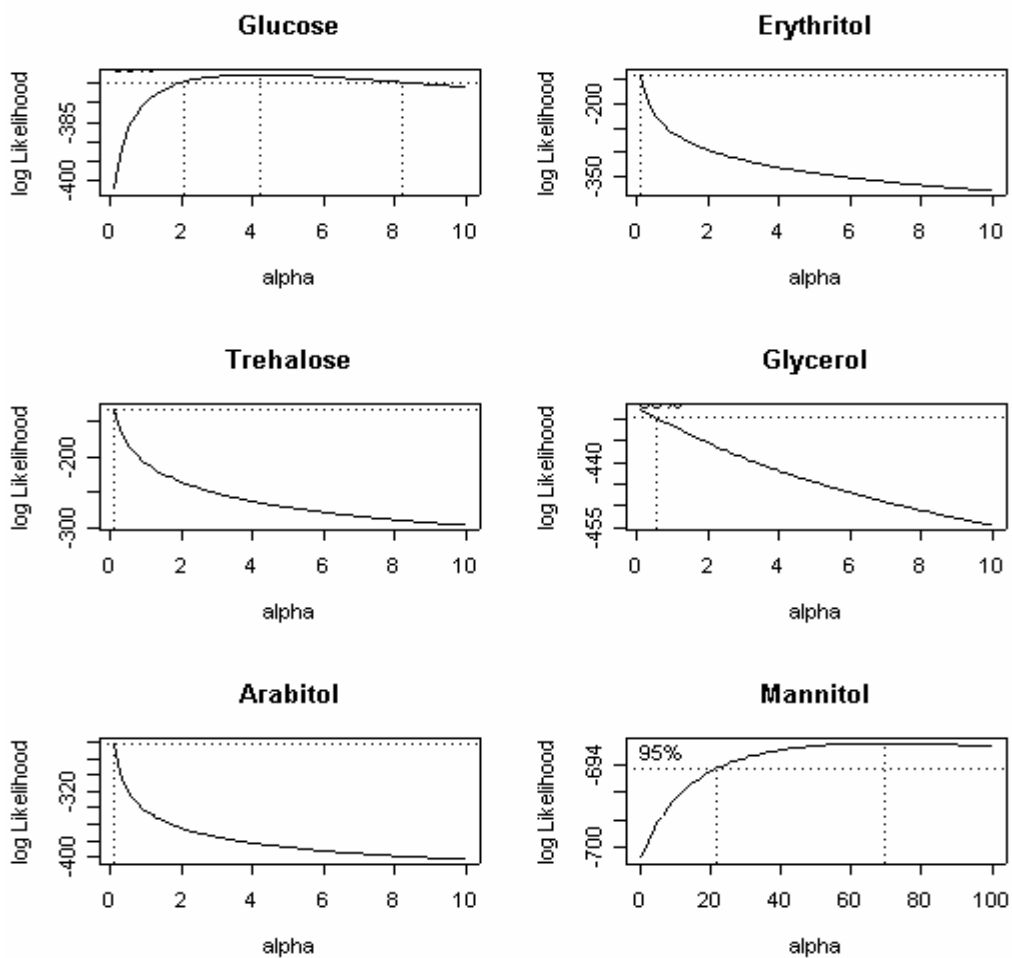 Glucose
log Likelihood
-385
-400
0 2 4 6 8 10
alpha
Erythritol
log Likelihood
-200
-350
0 2 4 6 8 10
alpha
Trehalose
log Likelihood
-200
-300
0 2 4 6 8 10
alpha
Glycerol
log Likelihood
-440
-455
0 2 4 6 8 10
alpha
Arabitol
log Likelihood
-320
-400
0 2 4 6 8 10
alpha
Mannitol
log Likelihood
95%
-694
-700
0 20 40 60 80 100
alpha